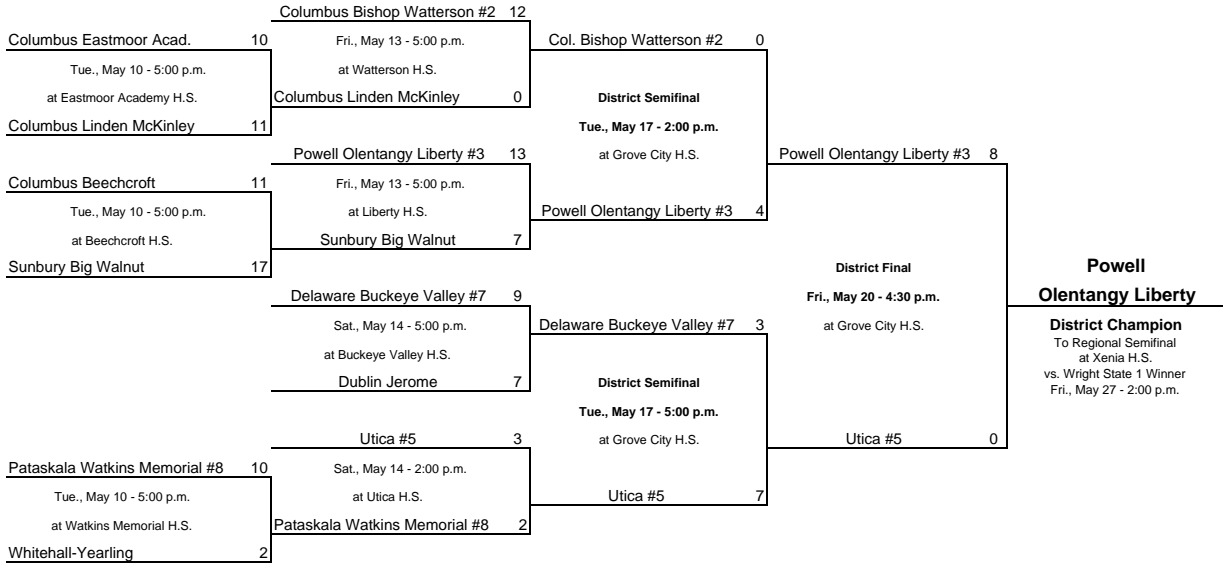 Columbus Bishop Watterson #2 12
Columbus Eastmoor Acad. 10
Fri., May 13 - 5:00 p.m.
Col. Bishop Watterson #2 0
Tue., May 10 - 5:00 p.m.
at Watterson H.S.
at Eastmoor Academy H.S.
Columbus Linden McKinley 0
District Semifinal
Columbus Linden McKinley 11
Tue., May 17 - 2:00 p.m.
Powell Olentangy Liberty #3 13
at Grove City H.S.
Powell Olentangy Liberty #3 8
Columbus Beechcroft 11
Fri., May 13 - 5:00 p.m.
Tue., May 10 - 5:00 p.m.
at Liberty H.S.
Powell Olentangy Liberty #3 4
at Beechcroft H.S.
Sunbury Big Walnut 7
Sunbury Big Walnut 17
District Final
Powell
Delaware Buckeye Valley #7 9
Fri., May 20 - 4:30 p.m.
Olentangy Liberty
Sat., May 14 - 5:00 p.m.
Delaware Buckeye Valley #7 3
at Grove City H.S.
District Champion
To Regional Semifinal
at Buckeye Valley H.S.
at Xenia H.S.
vs. Wright State 1 Winner
Dublin Jerome 7
District Semifinal
Fri., May 27 - 2:00 p.m.
Tue., May 17 - 5:00 p.m.
Utica #5 3
at Grove City H.S.
Utica #5 0
Pataskala Watkins Memorial #8 10
Sat., May 14 - 2:00 p.m.
Tue., May 10 - 5:00 p.m.
at Utica H.S.
Utica #5 7
at Watkins Memorial H.S.
Pataskala Watkins Memorial #8 2
Whitehall-Yearling 2